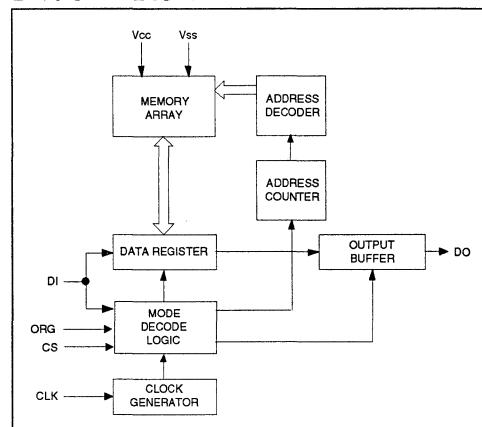 Vcc Vss
MEMORY
ARRAY
ADDRESS
DECODER
ADDRESS
COUNTER
DATA REGISTER
OUTPUT
BUFFER
DO
DI
MODE
DECODE
LOGIC
ORG
CS
CLK
CLOCK
GENERATOR